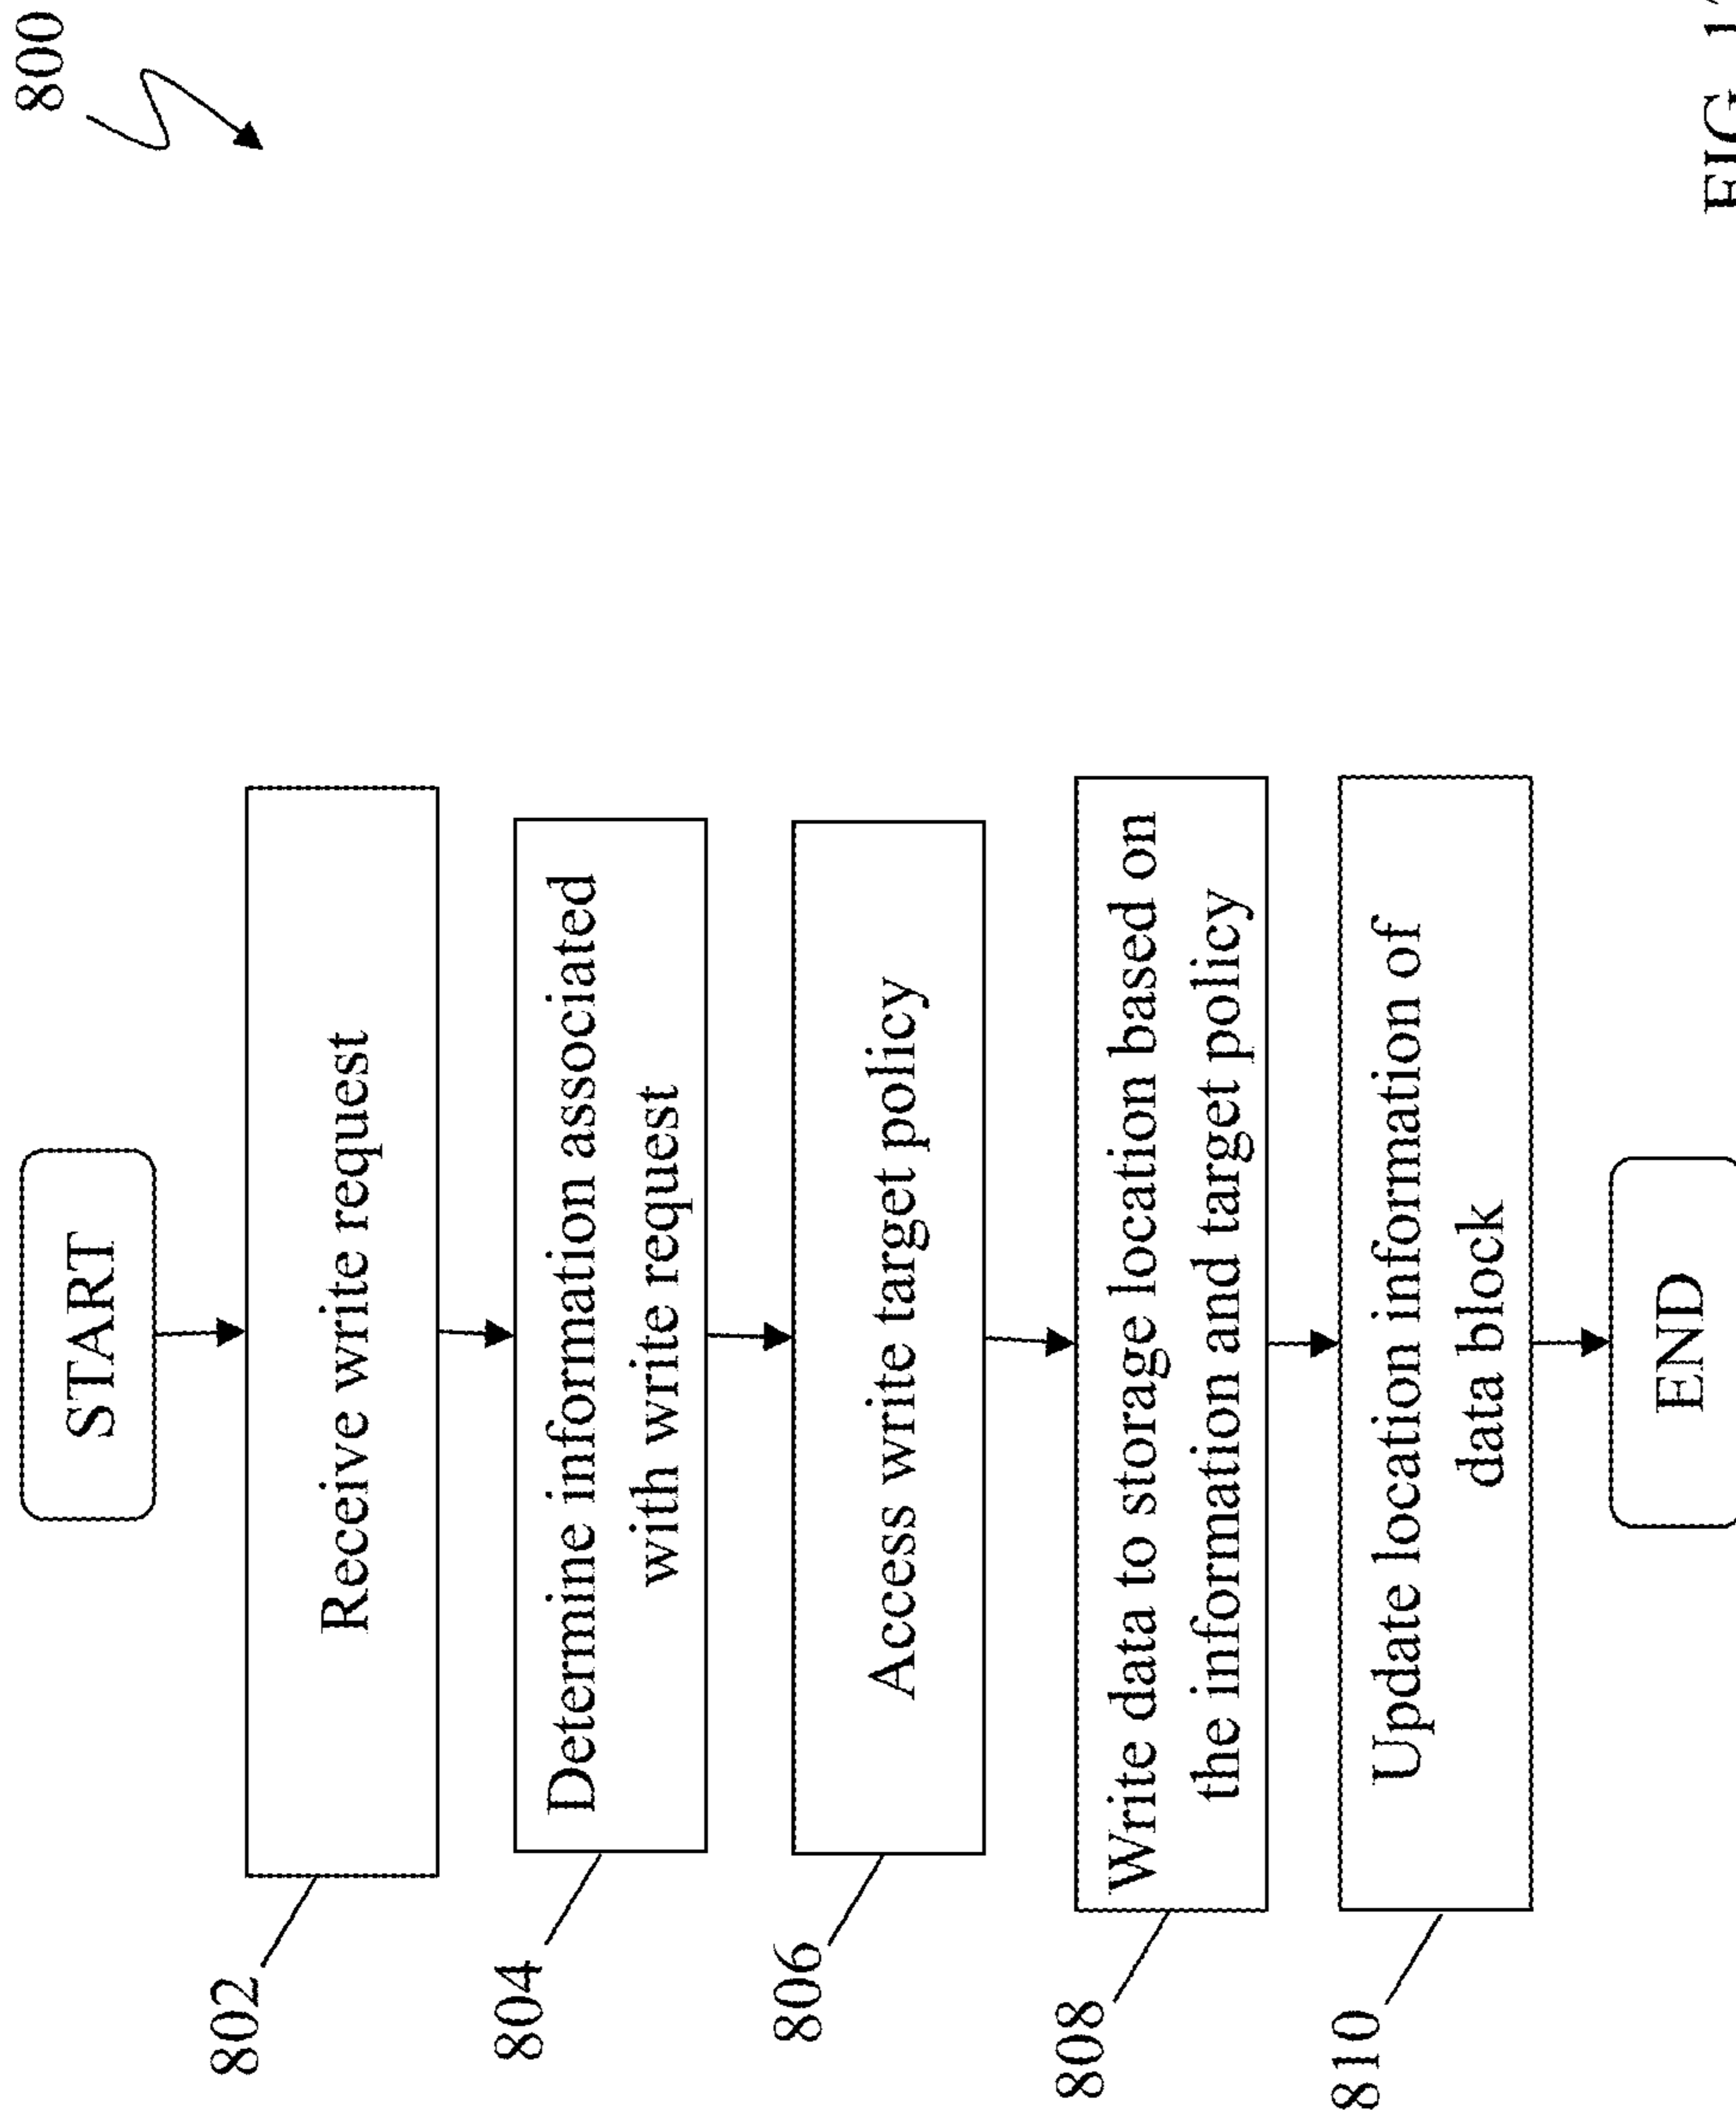 800
START
802
Receive write request
804
Determine information associated
with write request
806
Access write target policy
808
Write data to storage location based on
the information and target policy
810
Update location information of
data block
END